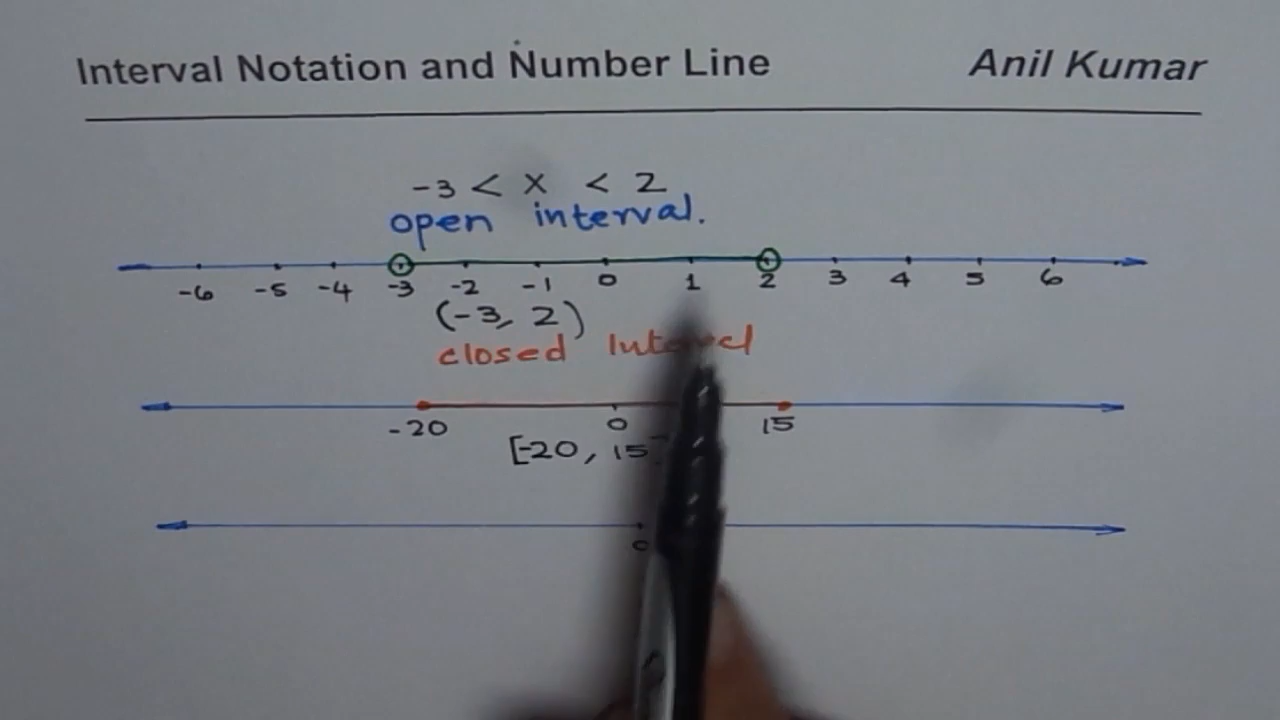 Interval Notation and Number Line Anil Kumar
-3 < x < 2
open interval.
-6 -5 -4 -3 -2 -1 0 1 2 3 4 5 6
(-3, 2)
closed
-20 0 15
[-20, 15]
0